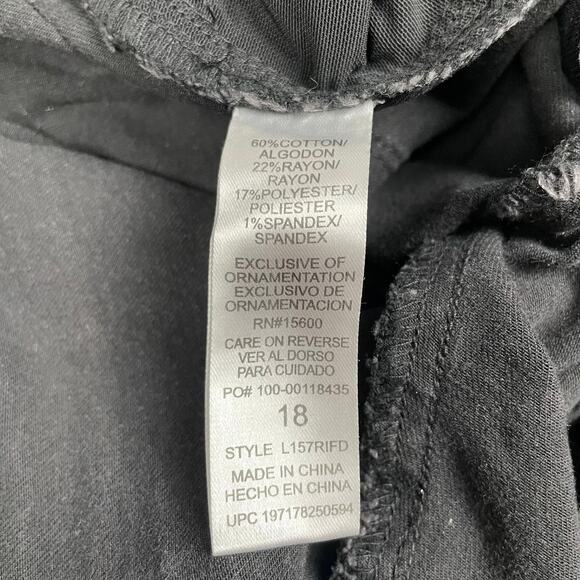 60%COTTON/
ALGODON
22%RAYON/
RAYON
17%POLYESTER/
POLIESTER
1%SPANDEX/
SPANDEX
EXCLUSIVE OF
ORNAMENTATION
EXCLUSIVO DE
ORNAMENTACION
RN#15600
CARE ON REVERSE
VER AL DORSO
PARA CUIDADO
PO# 100-00118435
18
STYLE L157RIFD
MADE IN CHINA
HECHO EN CHINA
UPC 197178250594